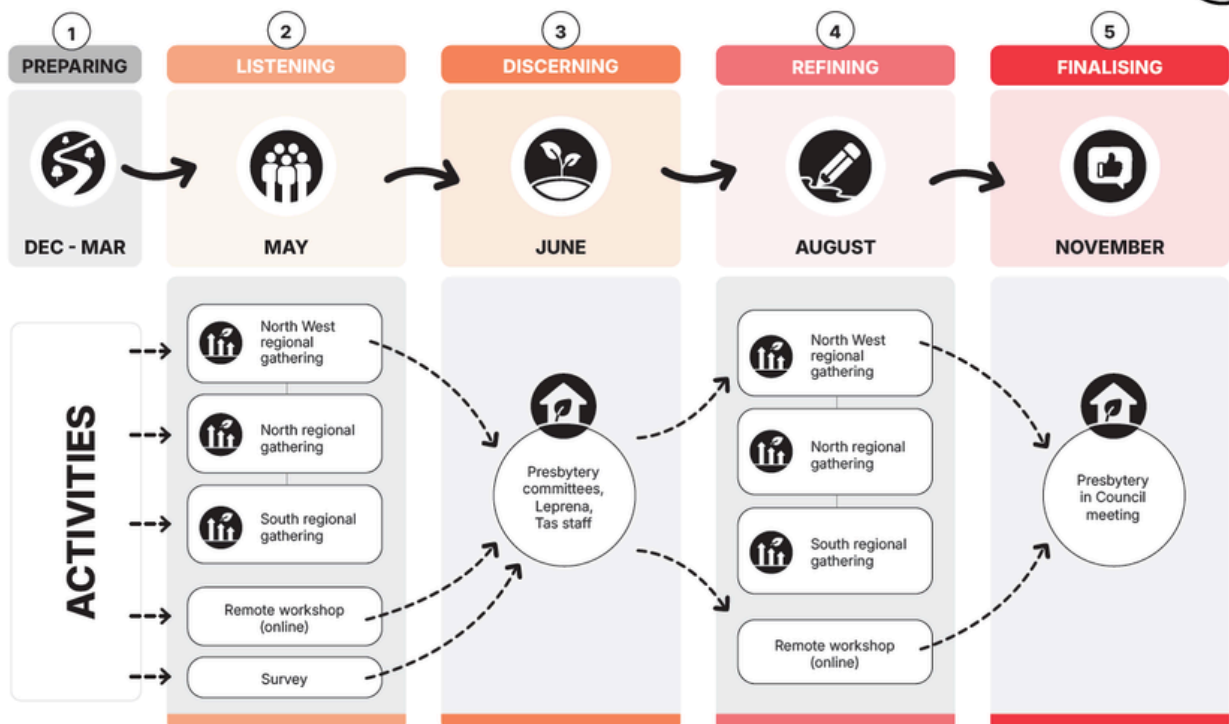 1
PREPARING
DEC - MAR
2
LISTENING
MAY
3
DISCERNING
JUNE
4
REFINING
AUGUST
5
FINALISING
NOVEMBER
ACTIVITIES
North West
regional
gathering
North regional
gathering
South regional
gathering
Remote workshop
(online)
Survey
Presbytery
committees,
Leprena,
Tas staff
North West
regional
gathering
North regional
gathering
South regional
gathering
Remote workshop
(online)
Presbytery
in Council
meeting